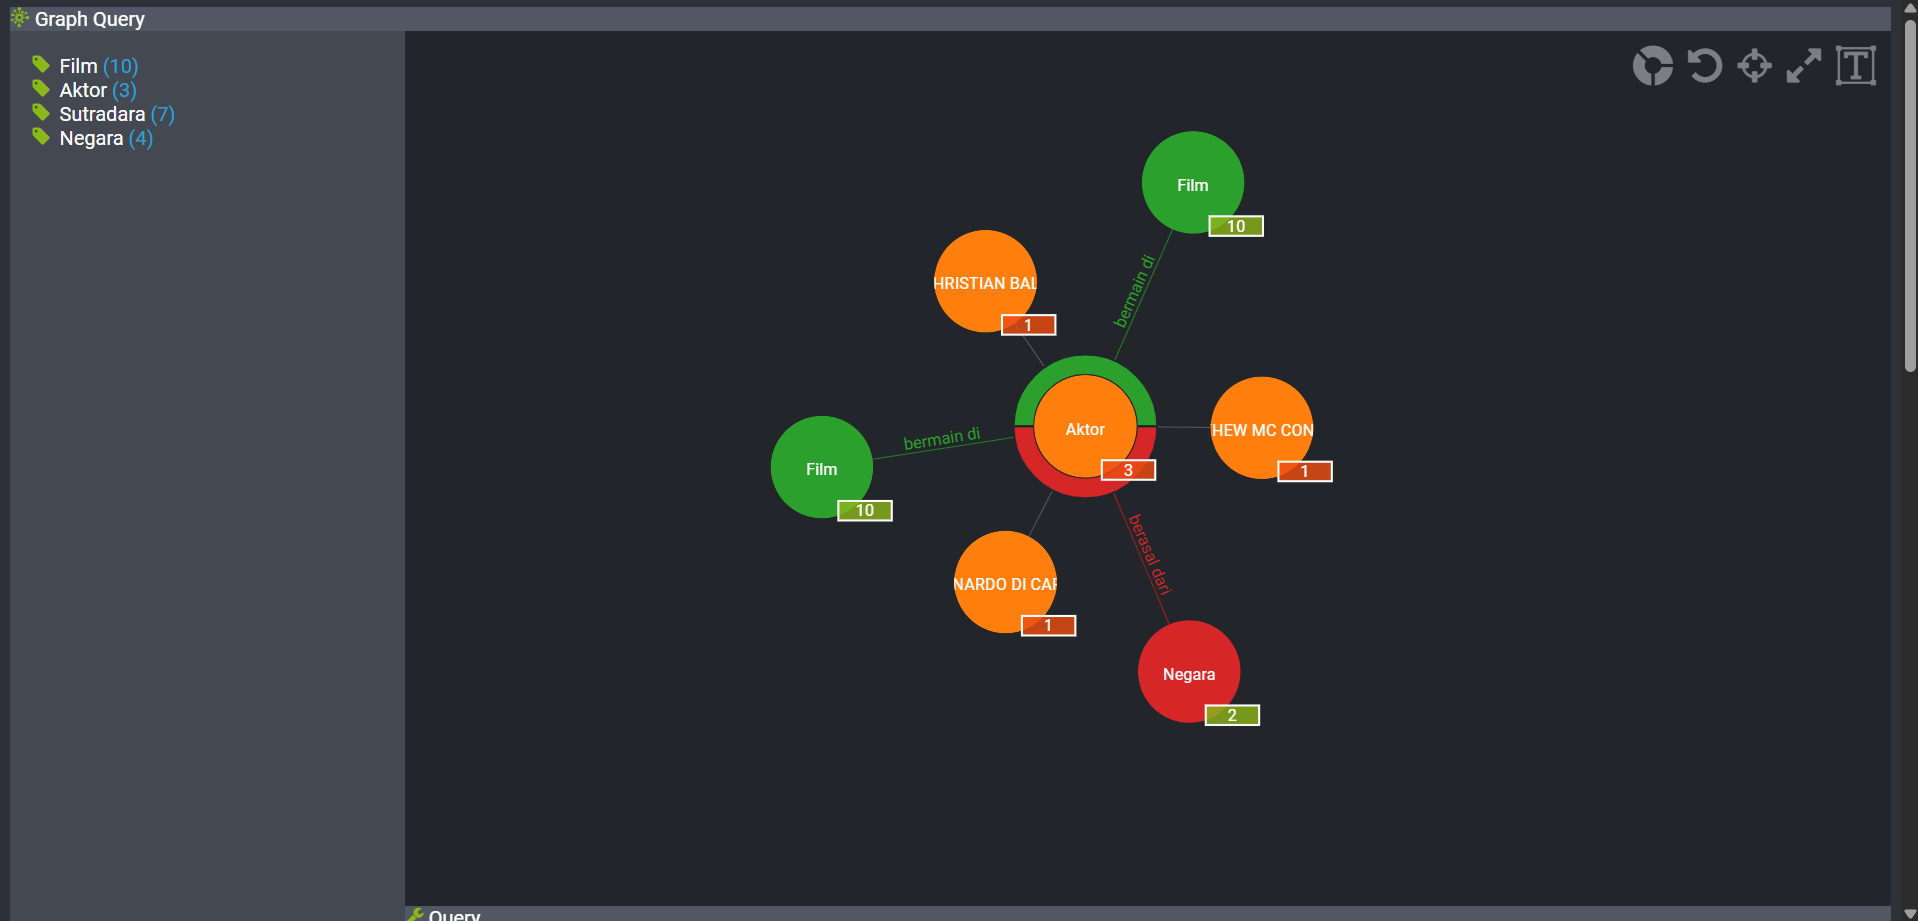 Graph Query
Film (10)
Aktor (3)
Sutradara (7)
Negara (4)
T
Film
10
HRISTIAN BAL
1
bermain di
Aktor
3
HEW MC CON
1
bermain di
Film
10
NARDO DI CAP
1
berasal dari
Negara
2
Query